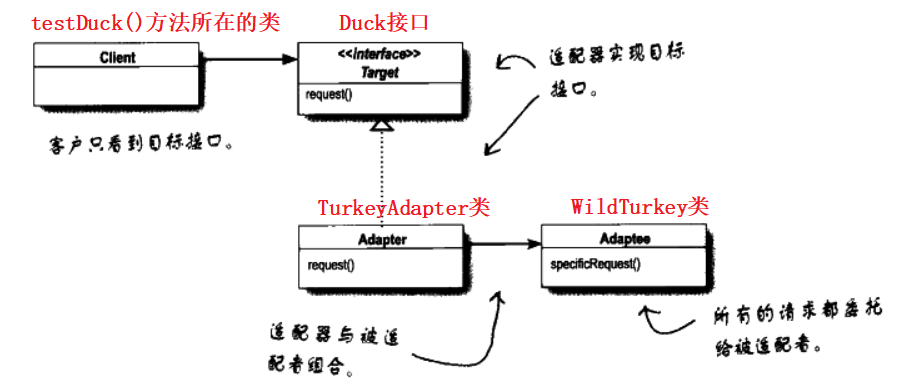 testDuck()方法所在的类
Duck接口
Client
<<interface>>
Target
request()
适配器实现目标
接口。
客户只看到目标接口。
TurkeyAdapter类
WildTurkey类
Adapter
request()
Adaptee
specificRequest()
适配器与被适
配者组合。
所有的请求都委托
给被适配者。